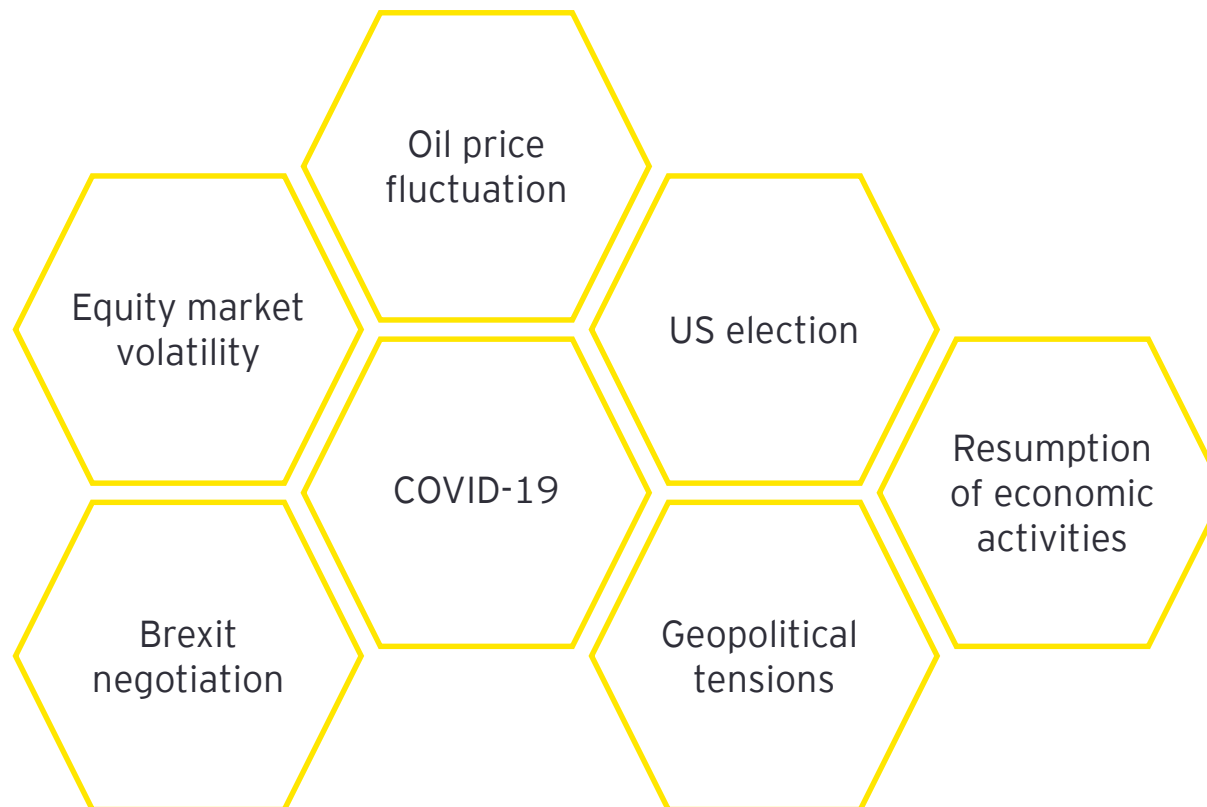 Oil price
fluctuation
Equity market
volatility
US election
COVID-19
Resumption
of economic
activities
Brexit
negotiation
Geopolitical
tensions